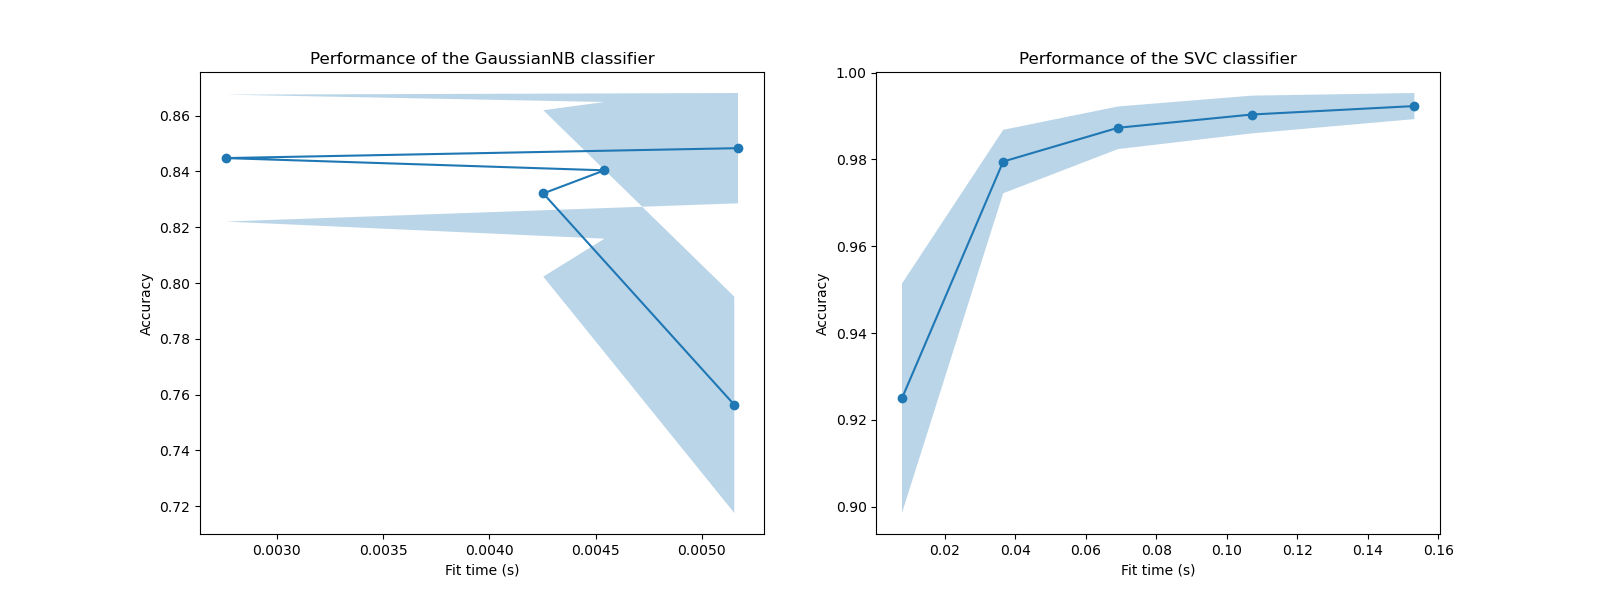 Performance of the GaussianNB classifier
Accuracy
0.86
0.84
0.82
0.80
0.78
0.76
0.74
0.72
0.0030 0.0035 0.0040 0.0045 0.0050
Fit time (s)
Performance of the SVC classifier
Accuracy
1.00
0.98
0.96
0.94
0.92
0.90
0.02 0.04 0.06 0.08 0.10 0.12 0.14 0.16
Fit time (s)